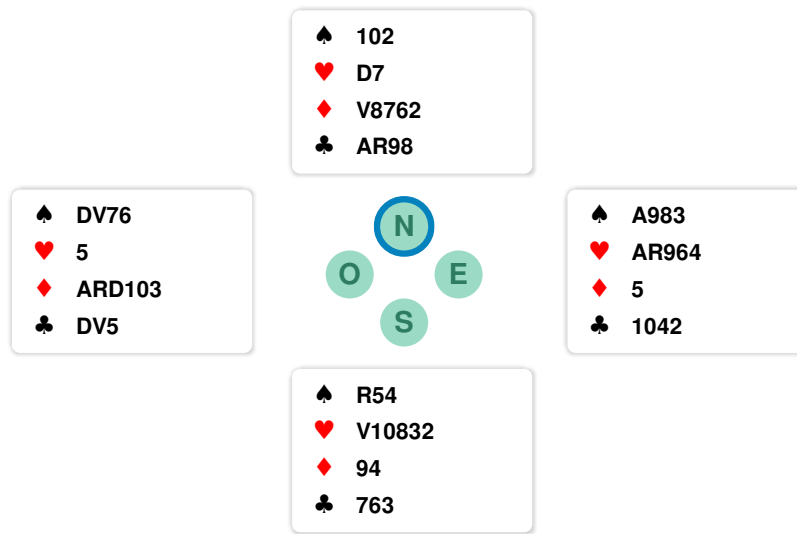 ♠ 102
♥ D7
♦ V8762
♣ AR98
♠ DV76
♥ 5
♦ ARD103
♣ DV5
N
O
E
S
♠ A983
♥ AR964
♦ 5
♣ 1042
♠ R54
♥ V10832
♦ 94
♣ 763